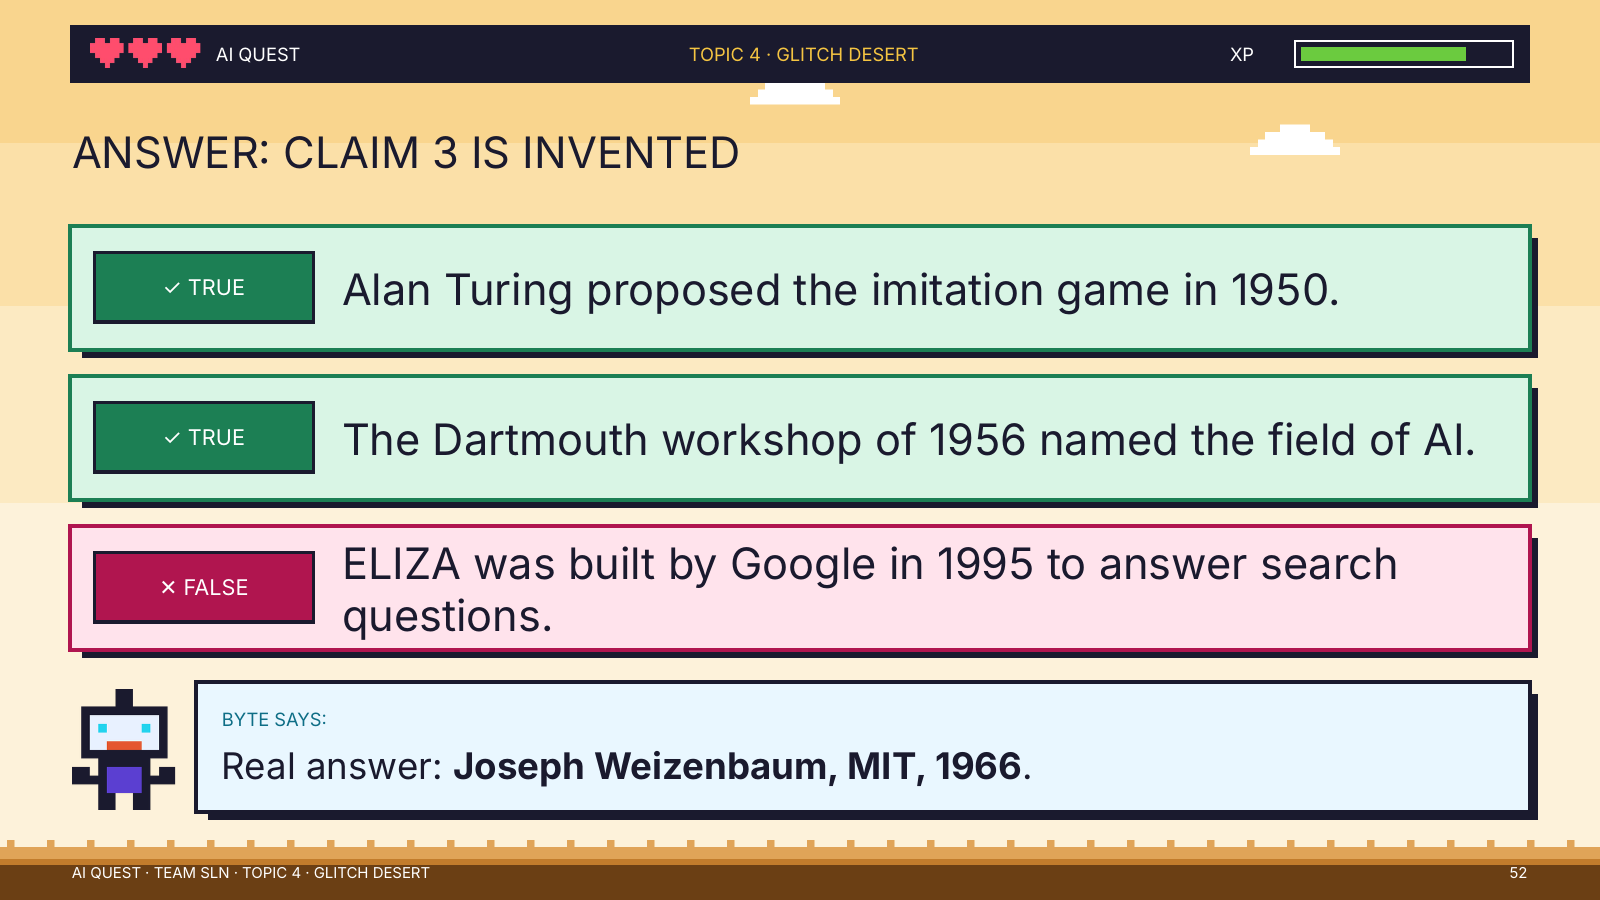 AI QUEST
TOPIC 4 · GLITCH DESERT
XP
ANSWER: CLAIM 3 IS INVENTED
✓ TRUE
Alan Turing proposed the imitation game in 1950.
✓ TRUE
The Dartmouth workshop of 1956 named the field of AI.
✕ FALSE
ELIZA was built by Google in 1995 to answer search
questions.
BYTE SAYS:
Real answer: Joseph Weizenbaum, MIT, 1966.
AI QUEST · TEAM SLN · TOPIC 4 · GLITCH DESERT
52